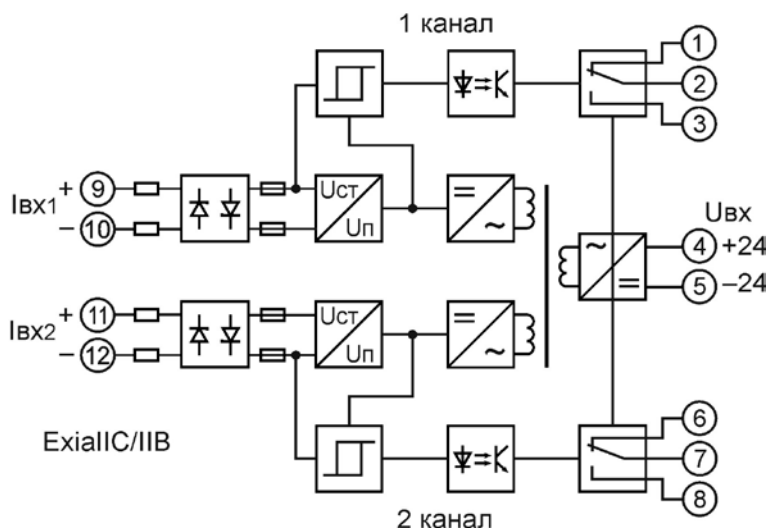 1 канал
1
2
3
Iвх1
+ 9
− 10
Uст
Uп
Uвх
4 +24
5 −24
Iвх2
+ 11
− 12
Uст
Uп
ExiaIIC/IIB
6
7
8
2 канал